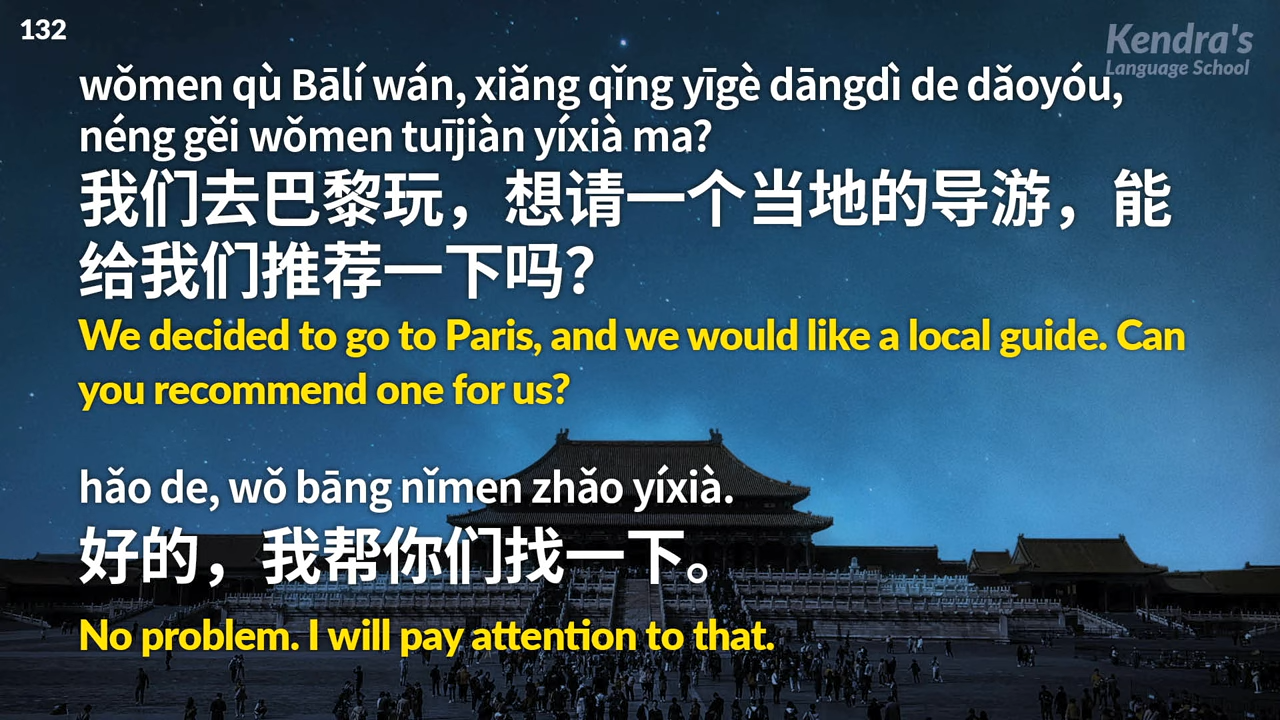 132
Kendra's
Language School
wǒmen qù Bālí wán, xiǎng qǐng yīgè dāngdì de dǎoyóu,
néng gěi wǒmen tuījiàn yíxià ma?
我们去巴黎玩，想请一个当地的导游，能
给我们推荐一下吗？
We decided to go to Paris, and we would like a local guide. Can
you recommend one for us?
hǎo de, wǒ bāng nǐmen zhǎo yíxià.
好的，我帮你们找一下。
No problem. I will pay attention to that.